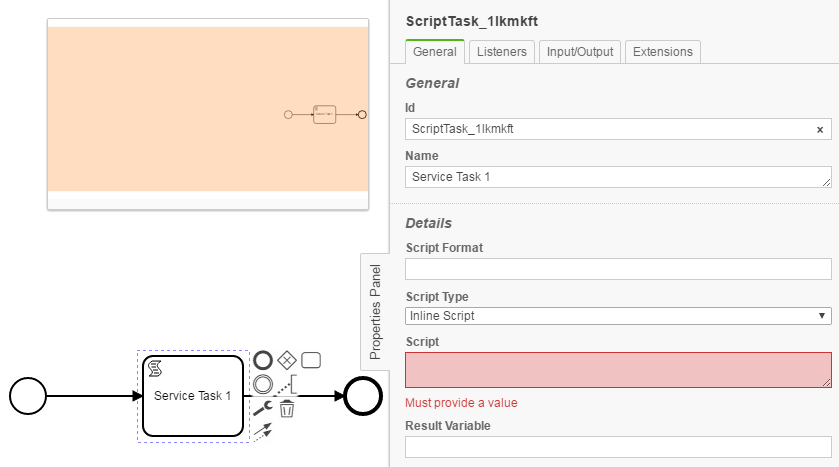 ScriptTask_1lkmkft
General Listeners Input/Output Extensions
General
Id
ScriptTask_1lkmkft
Name
Service Task 1
Details
Script Format
Script Type
Inline Script
Script
Must provide a value
Result Variable
Properties Panel
Service Task 1